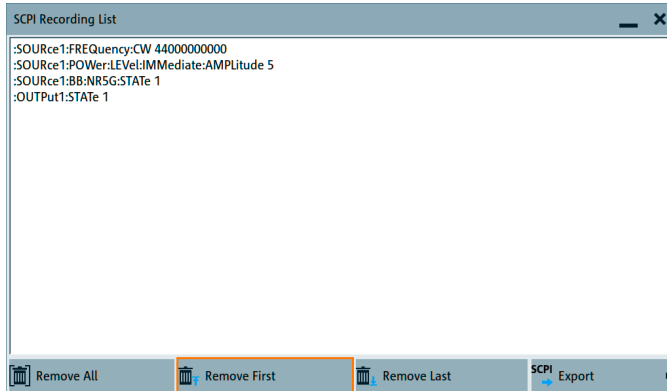 SCPI Recording List
:SOURce1:FREQuency:CW 44000000000
:SOURce1:POWer:LEVel:IMMediate:AMPLitude 5
:SOURce1:BB:NR5G:STATe 1
:OUTPut1:STATe 1
Remove All
Remove First
Remove Last
SCPI Export